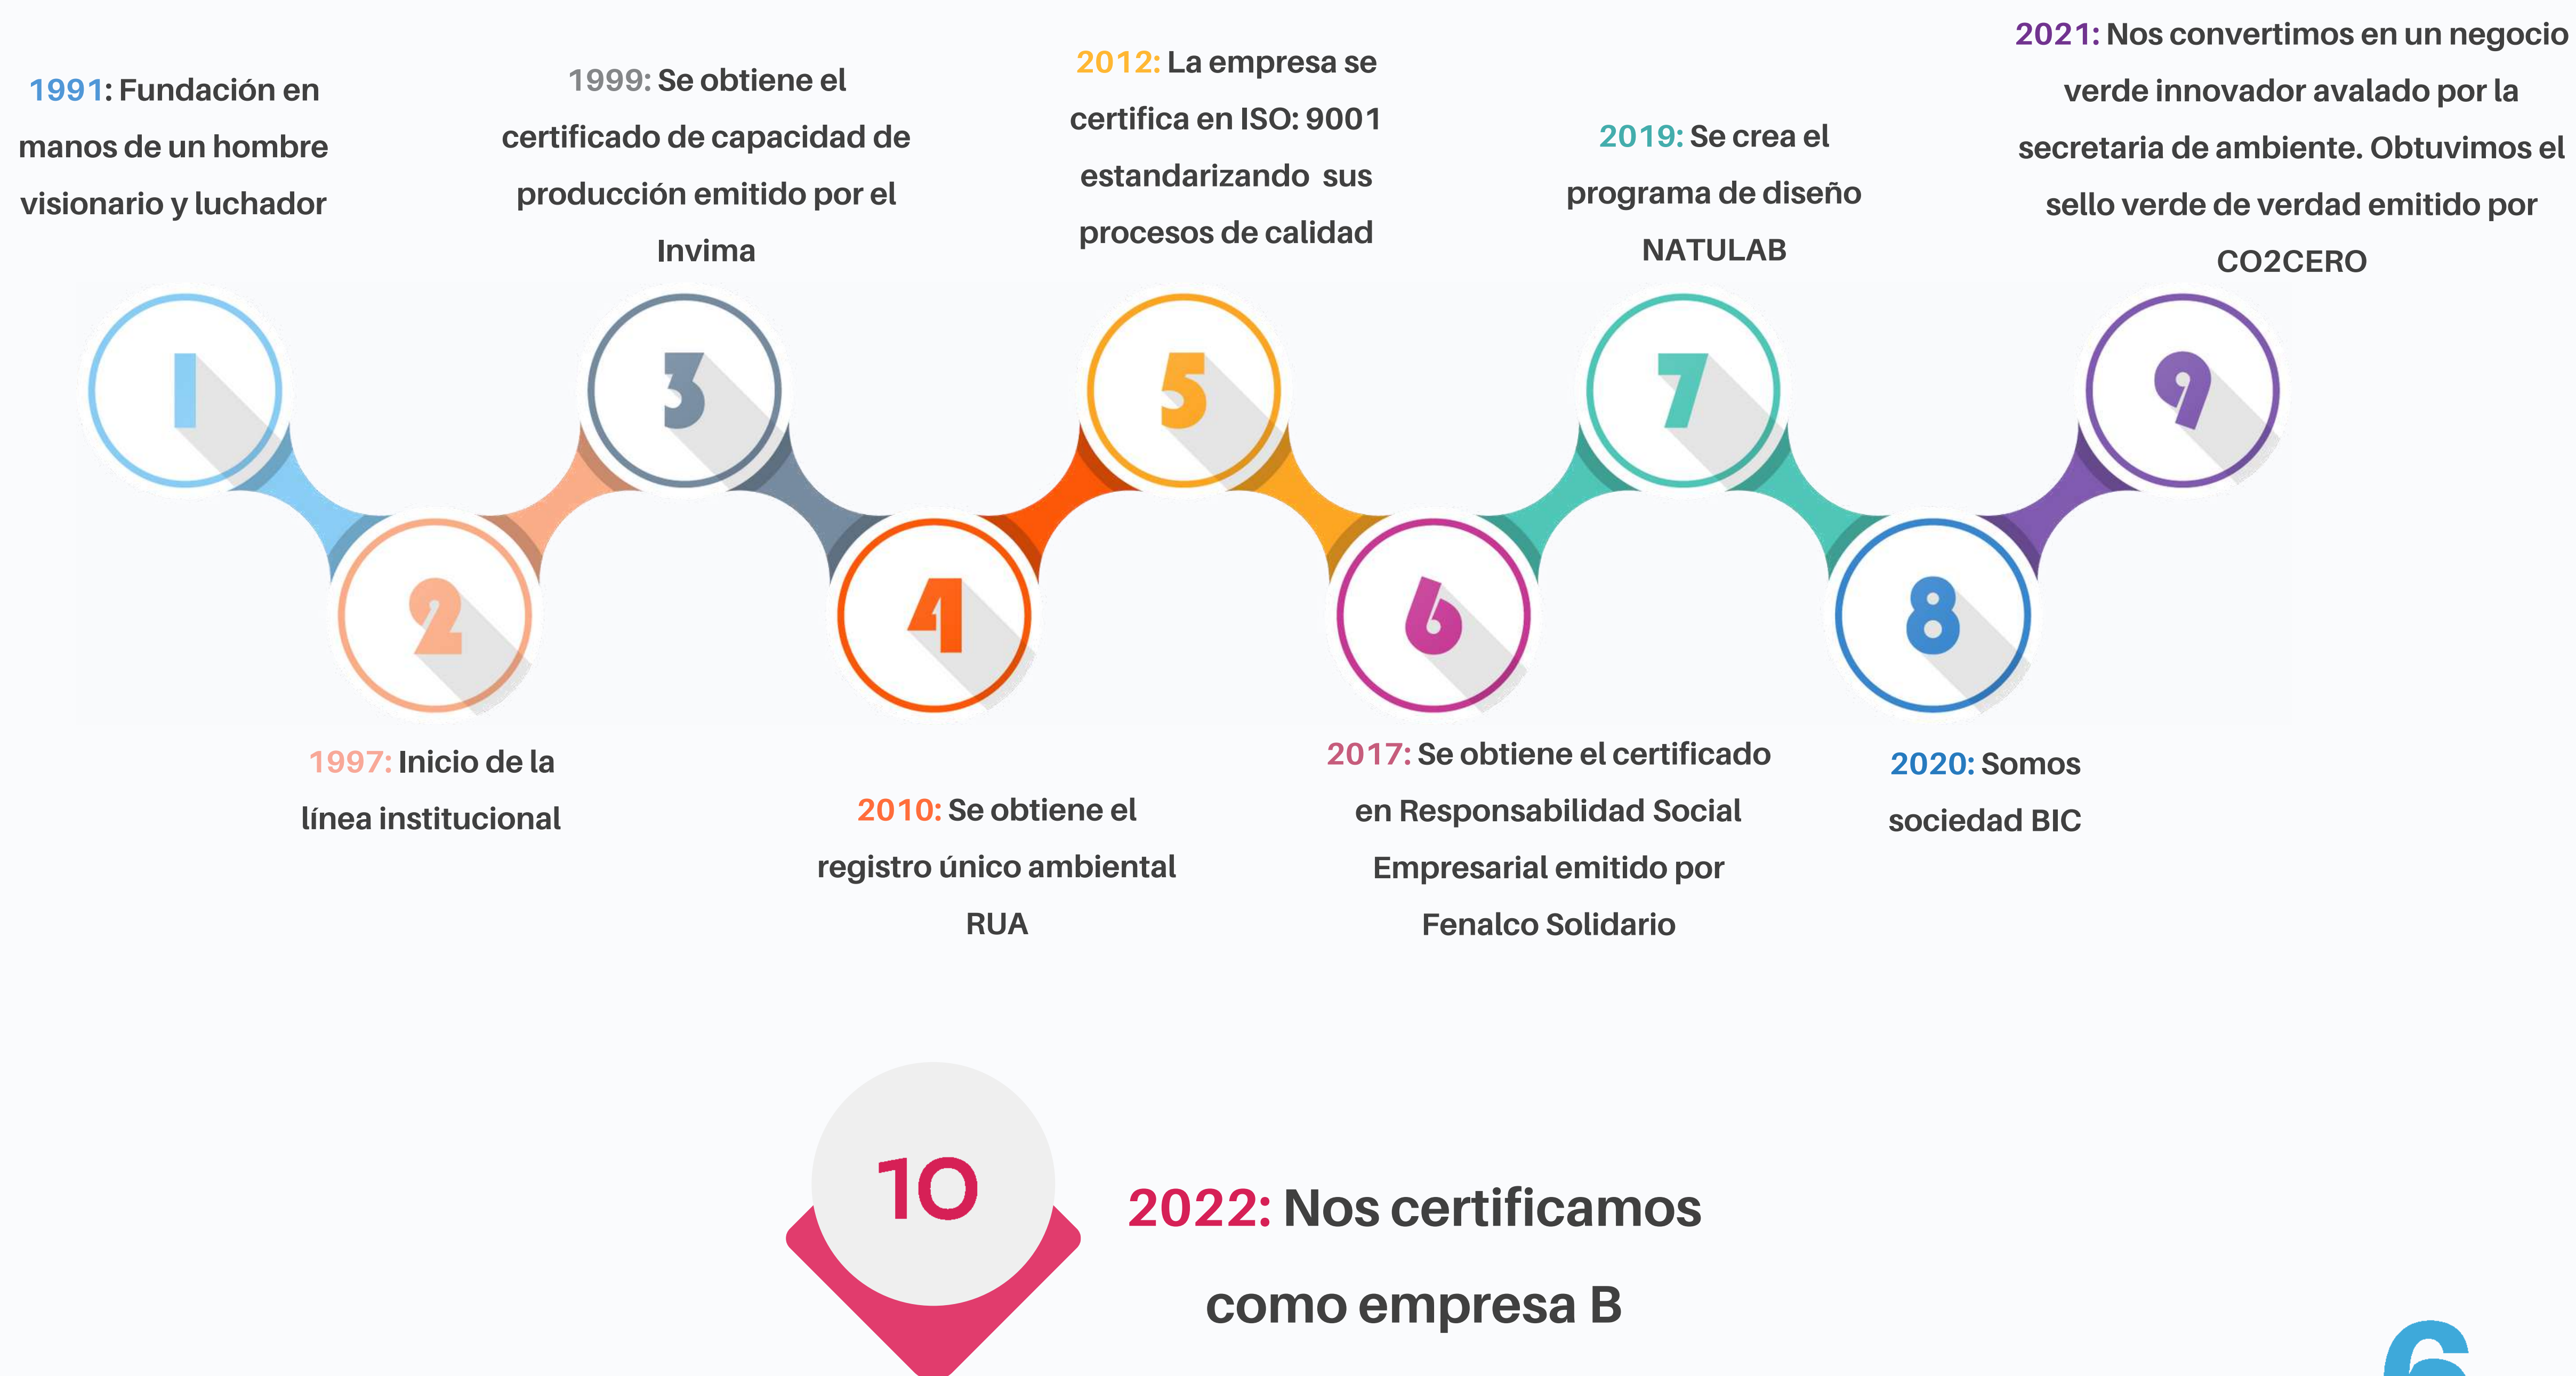 1991: Fundación en
manos de un hombre
visionario y luchador
1999: Se obtiene el
certificado de capacidad de
producción emitido por el
Invima
2012: La empresa se
certifica en ISO: 9001
estandarizando sus
procesos de calidad
2019: Se crea el
programa de diseño
NATULAB
2021: Nos convertimos en un negocio
verde innovador avalado por la
secretaria de ambiente. Obtuvimos el
sello verde de verdad emitido por
CO2CERO
1
3
5
7
9
2
4
6
8
1997: Inicio de la
línea institucional
2010: Se obtiene el
registro único ambiental
RUA
2017: Se obtiene el certificado
en Responsabilidad Social
Empresarial emitido por
Fenalco Solidario
2020: Somos
sociedad BIC
10
2022: Nos certificamos
como empresa B
6